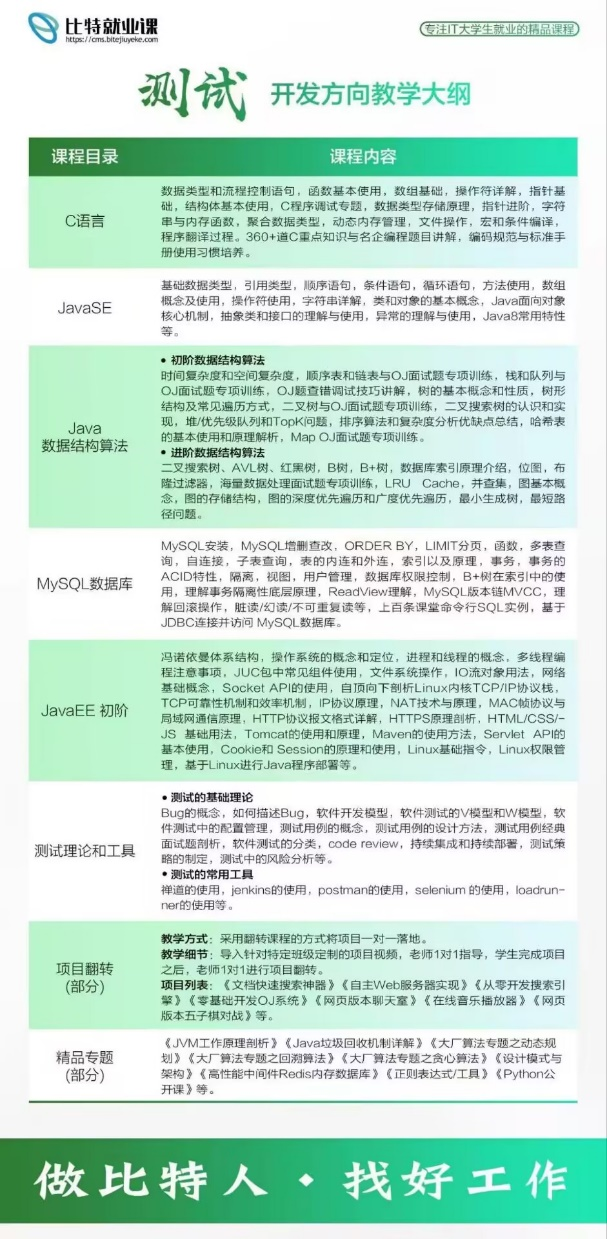 比特就业课
https://cms.bitejiuyeke.com
专注IT大学生就业的精品课程
测试 开发方向教学大纲
课程目录
课程内容
C语言
数据类型和流程控制语句，函数基本使用，数组基础，操作符详解，指针基
础，结构体基本使用，C程序调试专题，数据类型存储原理，指针进阶，字符
串与内存函数，聚合数据类型，动态内存管理，文件操作，宏和条件编译，
程序翻译过程。360+道C重点知识与名企编程题目讲解，编码规范与标准手
册使用习惯培养。
JavaSE
基础数据类型，引用类型，顺序语句，条件语句，循环语句，方法使用，数组
概念及使用，操作符使用，字符串详解，类和对象的基本概念，Java面向对象
核心机制，抽象类和接口的理解与使用，异常的理解与使用，Java8常用特性
等。
Java
数据结构算法
• 初阶数据结构算法
时间复杂度和空间复杂度，顺序表和链表与OJ面试题专项训练，栈和队列与
OJ面试题专项训练，OJ题查错调试技巧讲解，树的基本概念和性质，树形
结构及常见遍历方式，二叉树与OJ面试题专项训练，二叉搜索树的认识和实
现，堆/优先级队列和TopK问题，排序算法和复杂度分析优缺点总结，哈希表
的基本使用和原理解析，Map OJ面试题专项训练。
• 进阶数据结构算法
二叉搜索树、AVL树、红黑树，B树，B+树，数据库索引原理介绍，位图，布
隆过滤器，海量数据处理面试题专项训练，LRU Cache，并查集，图基本概
念，图的存储结构，图的深度优先遍历和广度优先遍历，最小生成树，最短路
径问题。
MySQL数据库
MySQL安装，MySQL增删查改，ORDER BY，LIMIT分页，函数，多表查
询，自连接，子表查询，表的内连和外连，索引以及原理，事务，事务的
ACID特性，隔离，视图，用户管理，数据库权限控制，B+树在索引中的使
用，理解事务隔离性底层原理，ReadView理解，MySQL版本链MVCC，理
解回滚操作，脏读/幻读/不可重复读等，上百条课堂命令行SQL实例，基于
JDBC连接并访问 MySQL数据库。
JavaEE 初阶
冯诺依曼体系结构，操作系统的概念和定位，进程和线程的概念，多线程编
程注意事项，JUC包中常见组件使用，文件系统操作，IO流对象用法，网络
基础概念，Socket API的使用，自顶向下剖析Linux内核TCP/IP协议栈，
TCP可靠性机制和效率机制，IP协议原理，NAT技术与原理，MAC帧协议与
局域网通信原理，HTTP协议报文格式详解，HTTPS原理剖析，HTML/CSS/-
JS 基础用法，Tomcat的使用和原理，Maven的使用方法，Servlet API的
基本使用，Cookie和 Session的原理和使用，Linux基础指令，Linux权限管
理，基于Linux进行Java程序部署等。
测试理论和工具
• 测试的基础理论
Bug的概念，如何描述Bug，软件开发模型，软件测试的V模型和W模型，软
件测试中的配置管理，测试用例的概念，测试用例的设计方法，测试用例经典
面试题剖析，软件测试的分类，code review，持续集成和持续部署，测试策
略的制定，测试中的风险分析等。
• 测试的常用工具
禅道的使用，jenkins的使用，postman的使用，selenium 的使用，loadrun-
ner的使用等。
项目翻转
(部分)
教学方式：采用翻转课程的方式将项目一对一落地。
教学细节：导入针对特定班级定制的项目视频，老师1对1指导，学生完成项目
之后，老师1对1进行项目翻转。
项目列表：《文档快速搜索神器》《自主Web服务器实现》《从零开发搜索引
擎》《零基础开发OJ系统》《网页版本聊天室》《在线音乐播放器》《网页
版本五子棋对战》等。
精品专题
(部分)
《JVM工作原理剖析》《Java垃圾回收机制详解》《大厂算法专题之动态规
划》《大厂算法专题之回溯算法》《大厂算法专题之贪心算法》《设计模式与
架构》《高性能中间件Redis内存数据库》《正则表达式/工具》《Python公
开课》等。
做比特人·找好工作